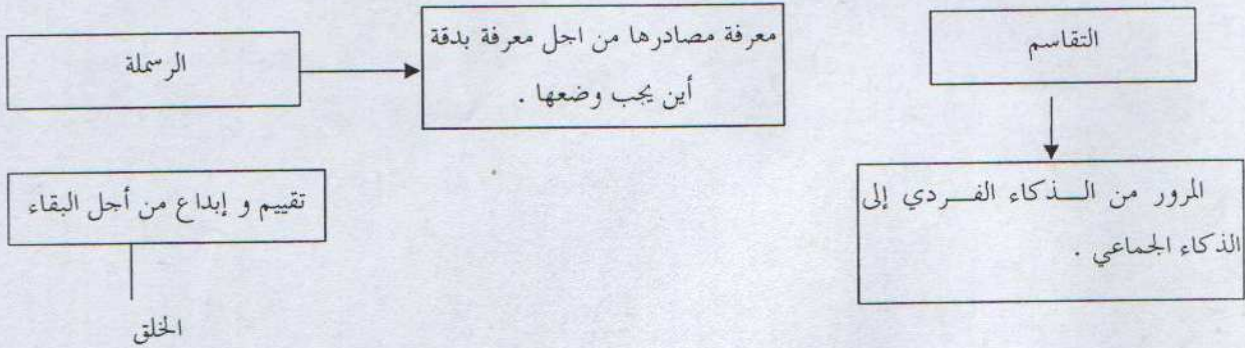 التقاسم
المرور من الذكاء الفردي إلى
الذكاء الجماعي .
معرفة مصادرها من اجل معرفة بدقة
أين يجب وضعها .
الرسملة
تقييم و إبداع من أجل البقاء
الخلق